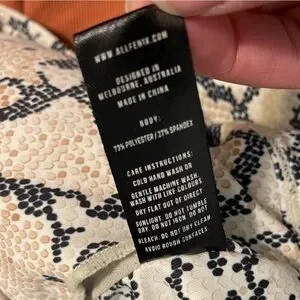 WWW.ALLFENIX.COM
DESIGNED IN
MELBOURNE, AUSTRALIA
MADE IN CHINA
BODY:
73% POLYESTER / 27% SPANDEX
CARE INSTRUCTIONS:
COLD HAND WASH OR
GENTLE MACHINE WASH.
WASH WITH LIKE COLOURS.
DRY FLAT OUT OF DIRECT
SUNLIGHT. DO NOT TUMBLE
DRY. DO NOT IRON. DO NOT
BLEACH. DO NOT DRY CLEAN
AVOID ROUGH SURFACES